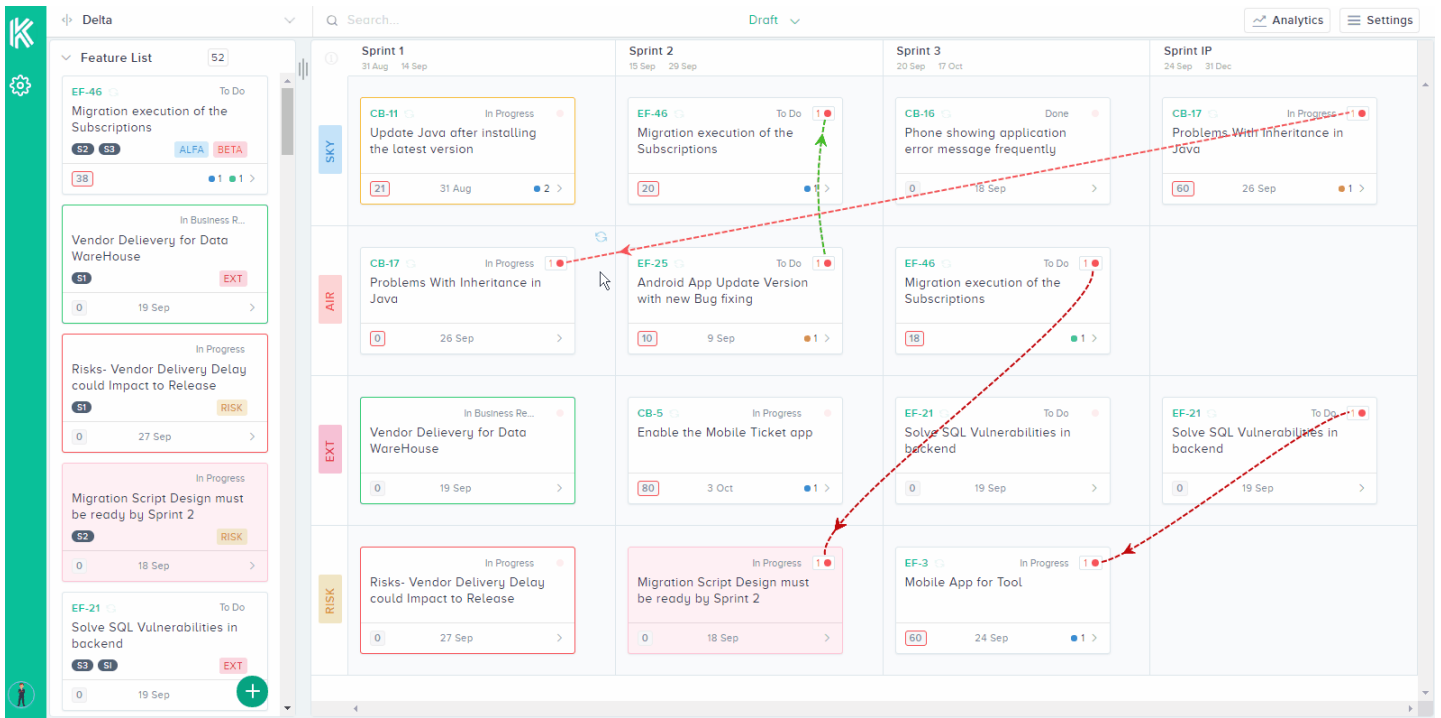 Delta
Search...
Draft
Analytics
Settings
Feature List 52
EF-46 To Do
Migration execution of the
Subscriptions
S2 S3 ALFA BETA
38 1 1
In Business R...
Vendor Delievery for Data
WareHouse
S1 EXT
0 19 Sep
In Progress
Risks- Vendor Delivery Delay
could Impact to Release
S1 RISK
0 27 Sep
In Progress
Migration Script Design must
be ready by Sprint 2
S2 RISK
0 18 Sep
EF-21 To Do
Solve SQL Vulnerabilities in
backend
S3 SI EXT
0 19 Sep
Sprint 1
31 Aug 14 Sep
Sprint 2
15 Sep 29 Sep
Sprint 3
20 Sep 17 Oct
Sprint IP
24 Sep 31 Dec
SKY
CB-11 In Progress
Update Java after installing
the latest version
21 31 Aug 2
EF-46 To Do 1
Migration execution of the
Subscriptions
20 1
CB-16 Done
Phone showing application
error message frequently
0 18 Sep
CB-17 In Progress 1
Problems With Inheritance in
Java
60 26 Sep 1
AIR
CB-17 In Progress 1
Problems With Inheritance in
Java
0 26 Sep
EF-25 To Do 1
Android App Update Version
with new Bug fixing
10 9 Sep 1
EF-46 To Do 1
Migration execution of the
Subscriptions
18 1
EXT
In Business Re...
Vendor Delievery for Data
WareHouse
0 19 Sep
CB-5 In Progress
Enable the Mobile Ticket app
80 3 Oct 1
EF-21 To Do
Solve SQL Vulnerabilities in
backend
0 19 Sep
EF-21 To Do 1
Solve SQL Vulnerabilities in
backend
0 19 Sep
RISK
In Progress
Risks- Vendor Delivery Delay
could Impact to Release
0 27 Sep
In Progress 1
Migration Script Design must
be ready by Sprint 2
0 18 Sep
EF-3 In Progress 1
Mobile App for Tool
60 24 Sep 1